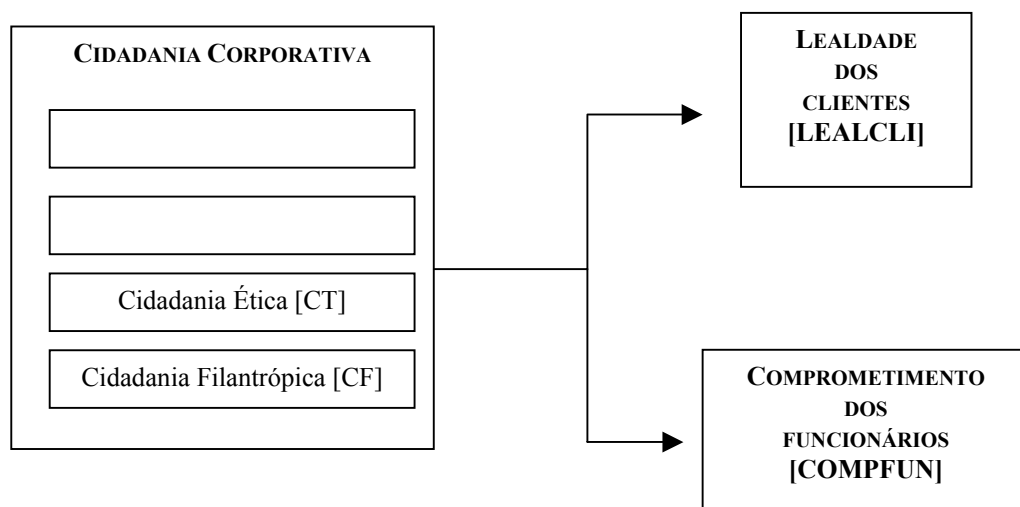 CIDADANIA CORPORATIVA
Cidadania Ética [CT]
Cidadania Filantrópica [CF]
LEALDADE
DOS
CLIENTES
[LEALCLI]
COMPROMETIMENTO
DOS
FUNCIONÁRIOS
[COMPFUN]